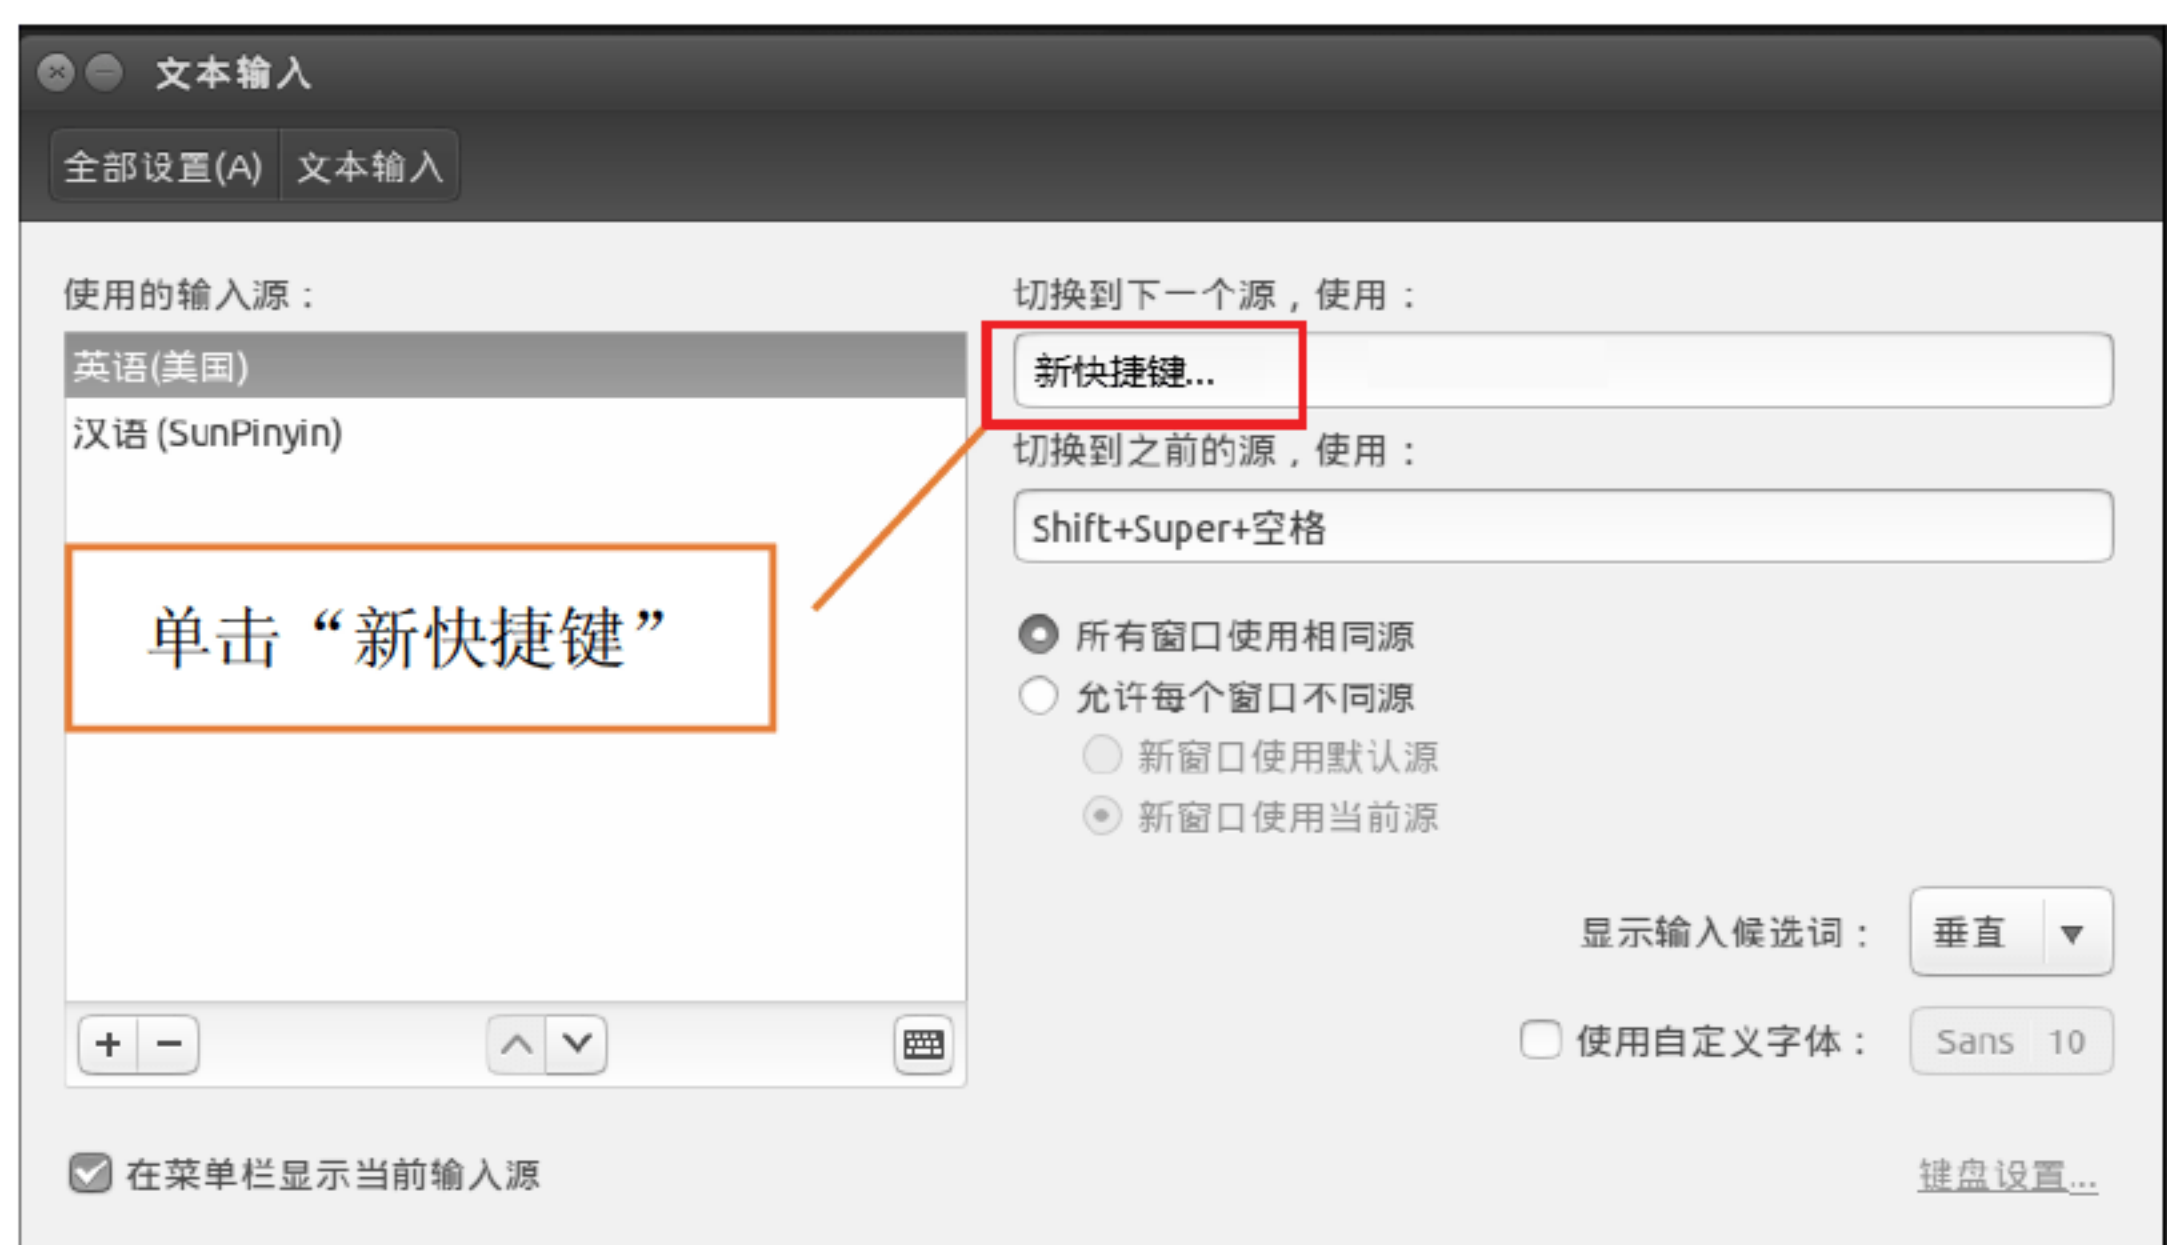 文本输入
全部设置(A) 文本输入
使用的输入源：
英语(美国)
汉语 (SunPinyin)
单击“新快捷键”
切换到下一个源，使用：
新快捷键...
切换到之前的源，使用：
Shift+Super+空格
所有窗口使用相同源
允许每个窗口不同源
新窗口使用默认源
新窗口使用当前源
显示输入候选词： 垂直
使用自定义字体： Sans 10
在菜单栏显示当前输入源
键盘设置...